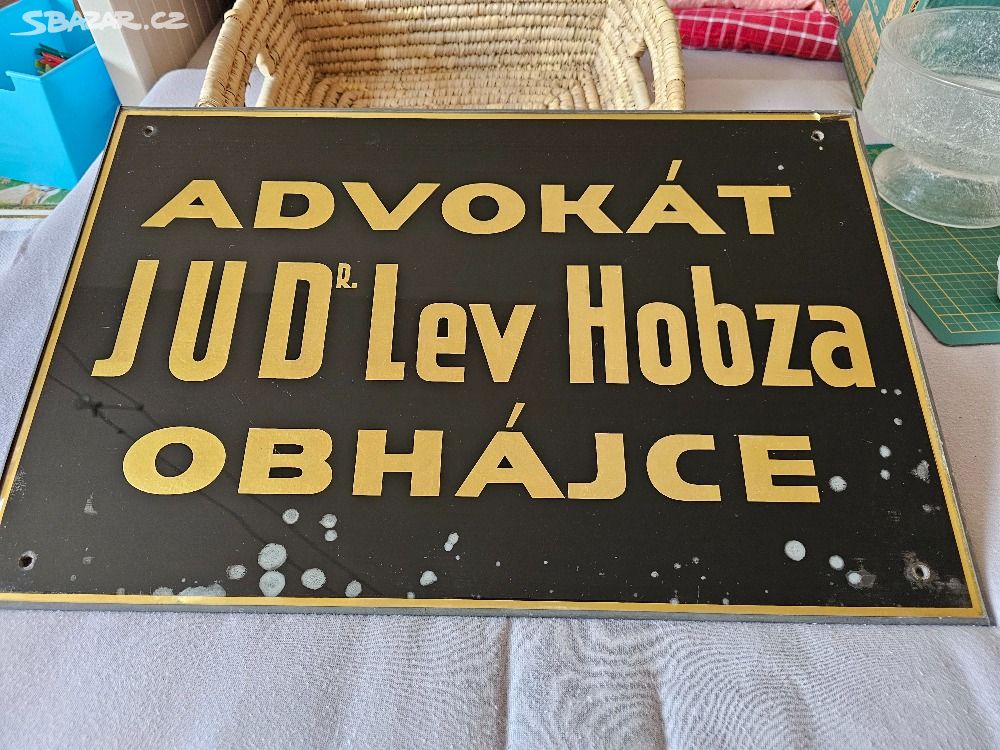 SBAZAR.CZ
ADVOKÁT
JUDR. Lev Hobza
OBHÁJCE